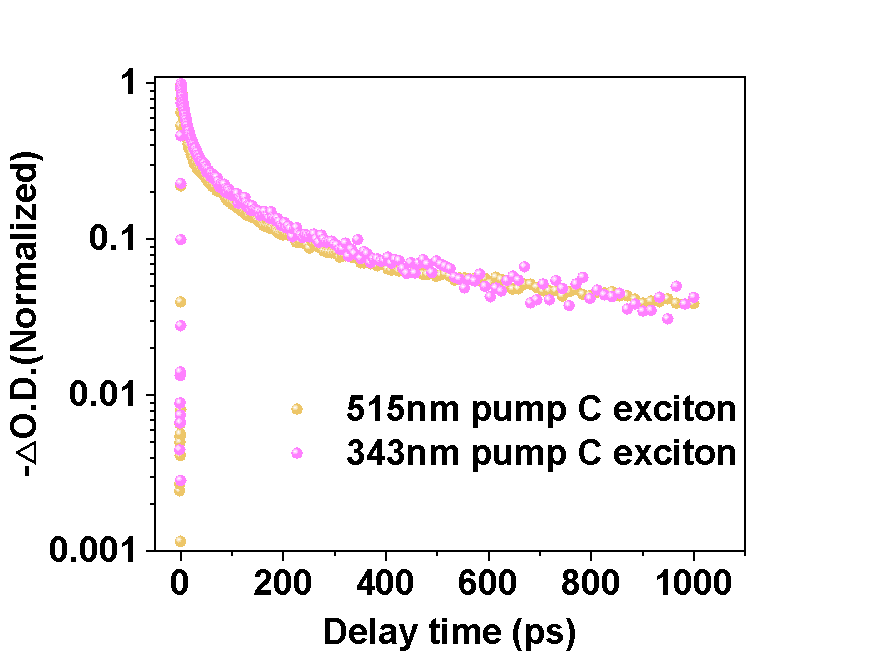 1
0.1
0.01
0.001
-△O.D.(Normalized)
515nm pump C exciton
343nm pump C exciton
0 200 400 600 800 1000
Delay time (ps)